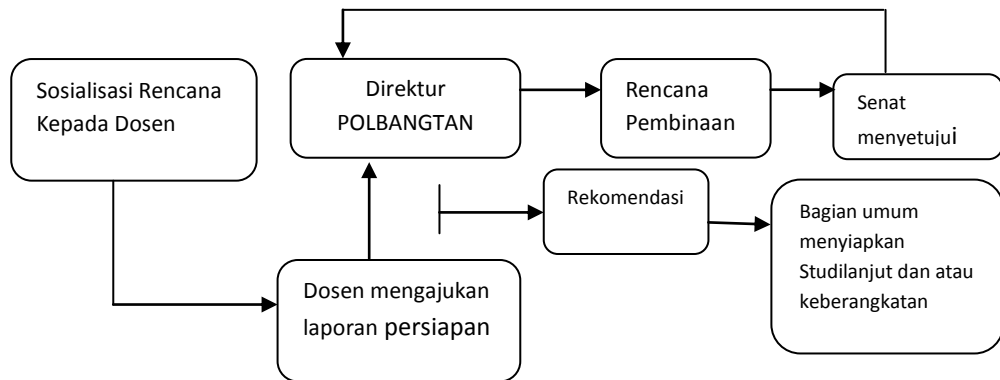 Sosialisasi Rencana
Kepada Dosen
Direktur
POLBANGTAN
Rencana
Pembinaan
Senat
menyetujui
Rekomendasi
Bagian umum
menyiapkan
Studilanjut dan atau
keberangkatan
Dosen mengajukan
laporan persiapan